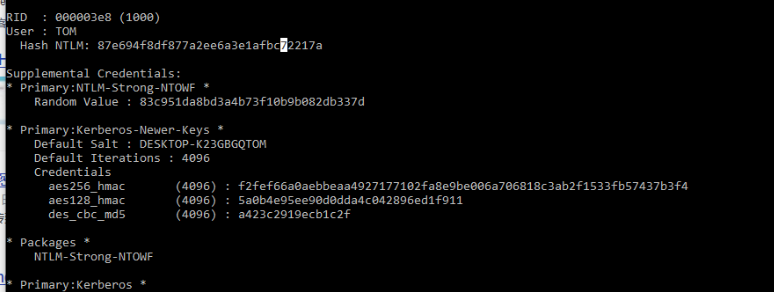 RID  : 000003e8 (1000)
User : TOM
  Hash NTLM: 87e694f8df877a2ee6a3e1afbc72217a
Supplemental Credentials:
* Primary:NTLM-Strong-NTOWF *
    Random Value : 83c951da8bd3a4b73f10b9b082db337d
* Primary:Kerberos-Newer-Keys *
    Default Salt : DESKTOP-K23GBGQTOM
    Default Iterations : 4096
    Credentials
      aes256_hmac       (4096) : f2fef66a0aebbeaa4927177102fa8e9be006a706818c3ab2f1533fb57437b3f4
      aes128_hmac       (4096) : 5a0b4e95ee90d0dda4c042896ed1f911
      des_cbc_md5       (4096) : a423c2919ecb1c2f
* Packages *
    NTLM-Strong-NTOWF
* Primary:Kerberos *